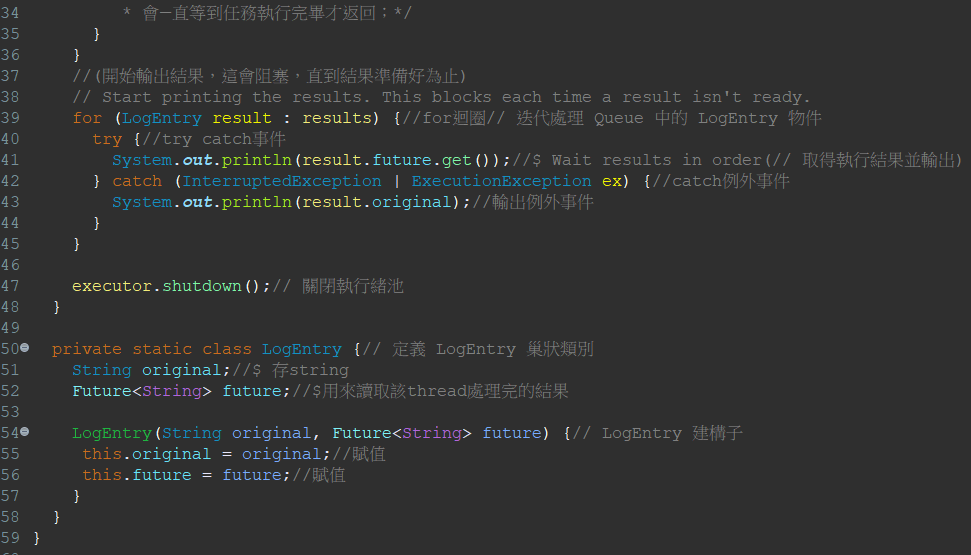 34 * 會一直等到任務執行完畢才返回；*/
35 }
36 }
37 //(開始輸出結果，這會阻塞，直到結果準備好為止)
38 // Start printing the results. This blocks each time a result isn't ready.
39 for (LogEntry result : results) {//for迴圈// 迭代處理 Queue 中的 LogEntry 物件
40 try {//try catch事件
41 System.out.println(result.future.get());//$ Wait results in order(// 取得執行結果並輸出)
42 } catch (InterruptedException | ExecutionException ex) {//catch例外事件
43 System.out.println(result.original);//輸出例外事件
44 }
45 }
46
47 executor.shutdown();// 關閉執行緒池
48 }
49
50 private static class LogEntry {// 定義 LogEntry 巢狀類別
51 String original;//$ 存string
52 Future<String> future;//$用來讀取該thread處理完的結果
53
54 LogEntry(String original, Future<String> future) {// LogEntry 建構子
55 this.original = original;//賦值
56 this.future = future;//賦值
57 }
58 }
59 }